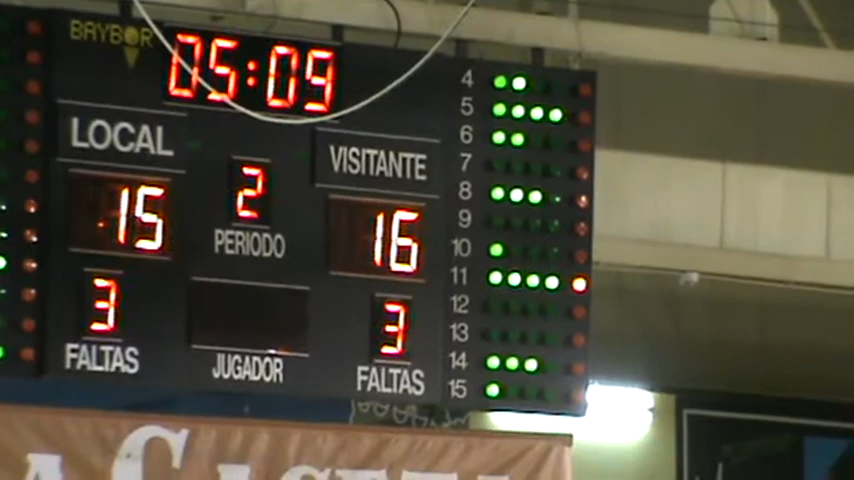 BAYBOR
05:09
LOCAL
VISITANTE
15
2
16
PERIODO
3
3
FALTAS
JUGADOR
FALTAS
4
5
6
7
8
9
10
11
12
13
14
15